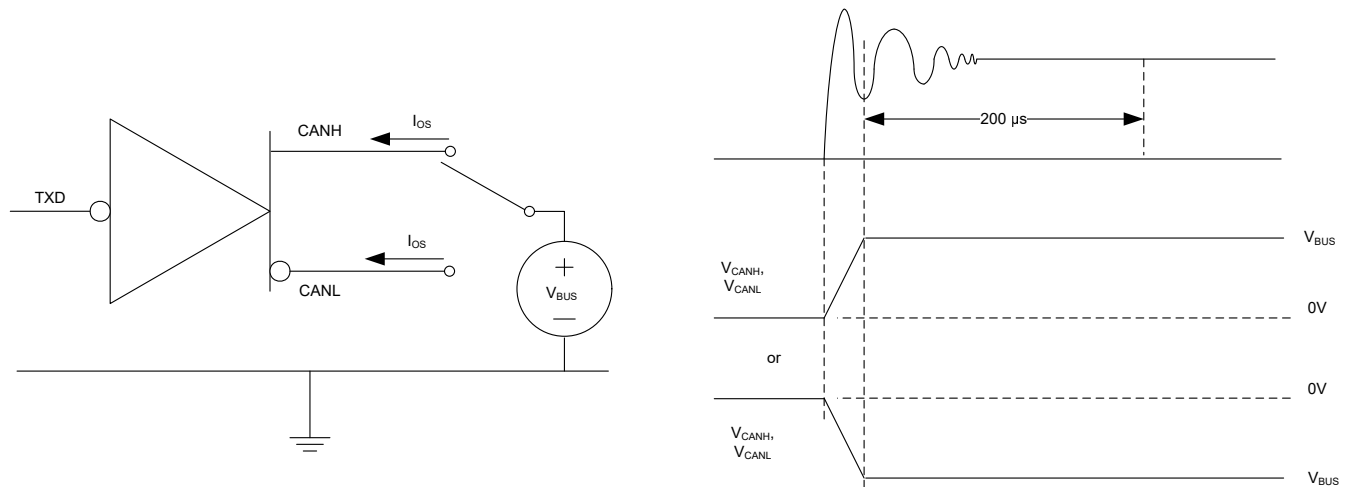 TXD
CANH
I_OS
I_OS
CANL
+
V_BUS
200 µs
V_CANH,
V_CANL
V_BUS
0V
or
0V
V_CANH,
V_CANL
V_BUS